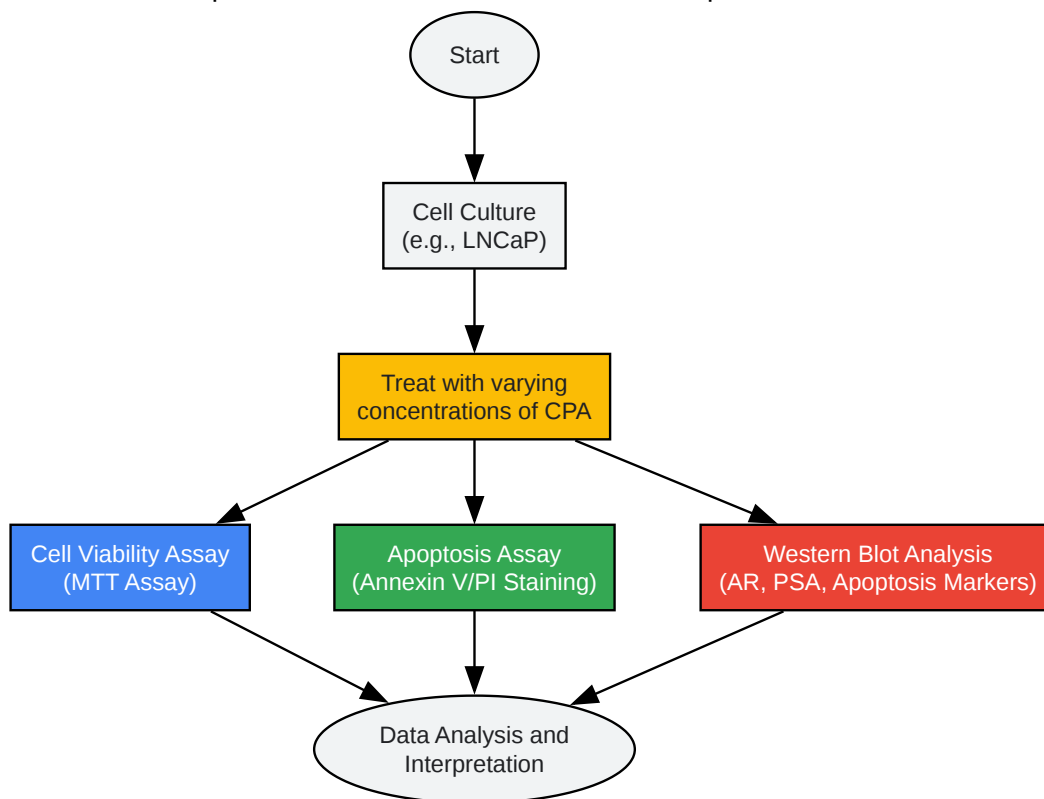 Start
Cell Culture
(e.g., LNCaP)
Treat with varying
concentrations of CPA
Cell Viability Assay
(MTT Assay)
Apoptosis Assay
(Annexin V/PI Staining)
Western Blot Analysis
(AR, PSA, Apoptosis Markers)
Data Analysis and
Interpretation